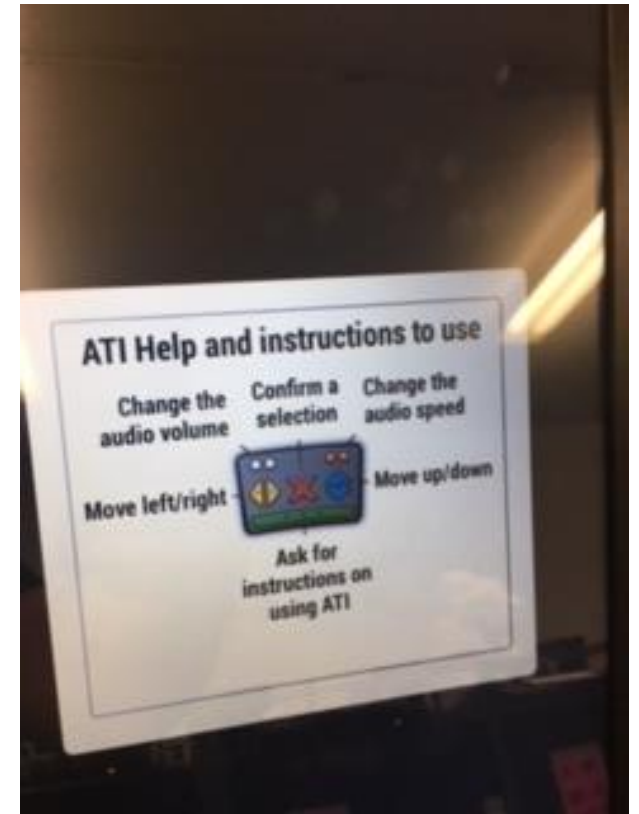 ATI Help and instructions to use
Change the
audio volume
Confirm a
selection
Change the
audio speed
Move left/right
Move up/down
Ask for
instructions on
using ATI